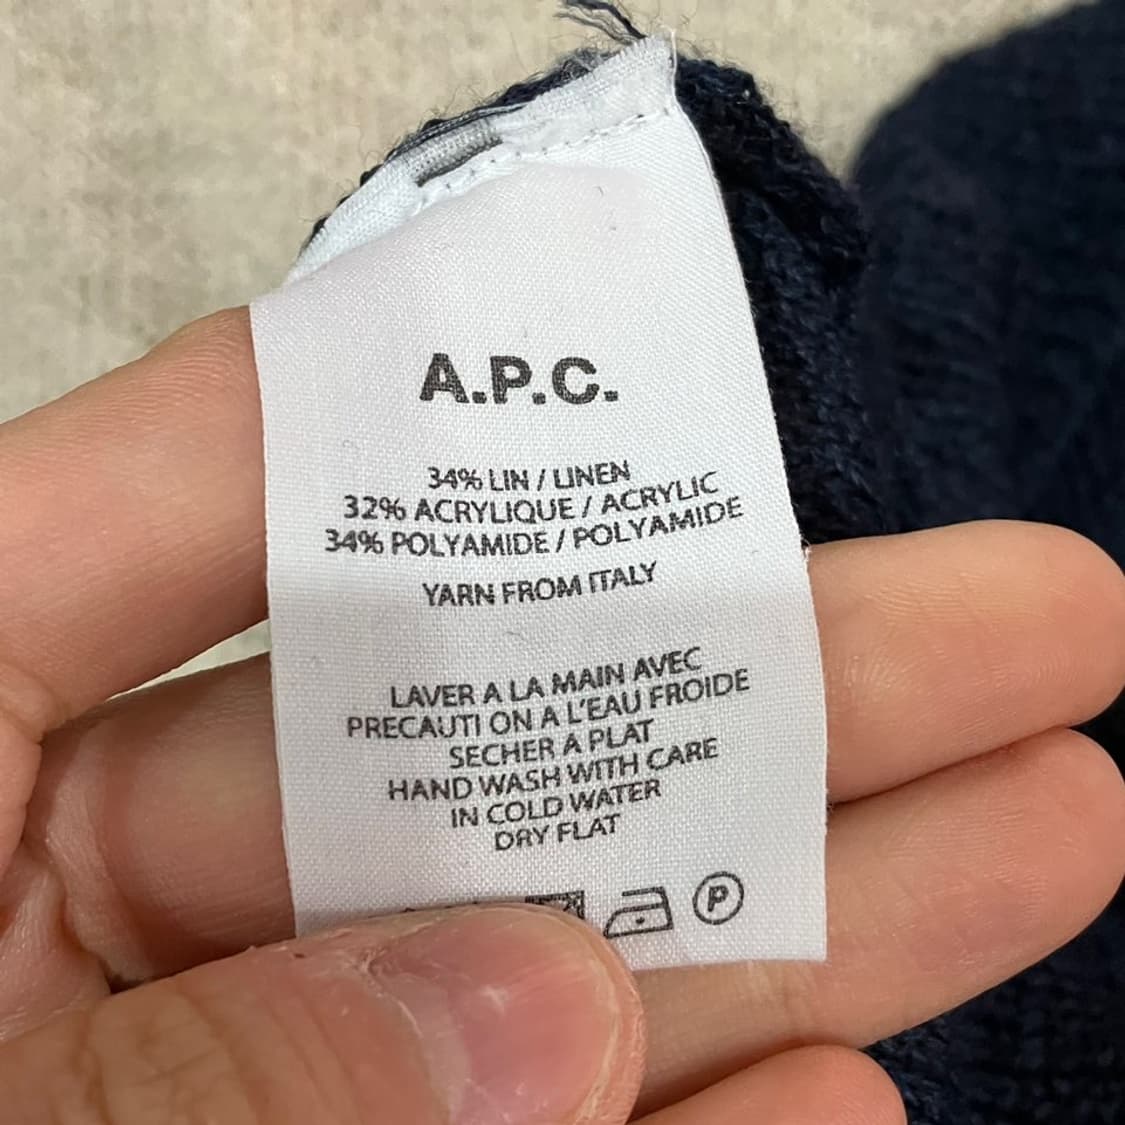 A.P.C.
34% LIN / LINEN
32% ACRYLIQUE / ACRYLIC
34% POLYAMIDE / POLYAMIDE
YARN FROM ITALY
LAVER A LA MAIN AVEC
PRECAUTI ON A L'EAU FROIDE
SECHER A PLAT
HAND WASH WITH CARE
IN COLD WATER
DRY FLAT
P